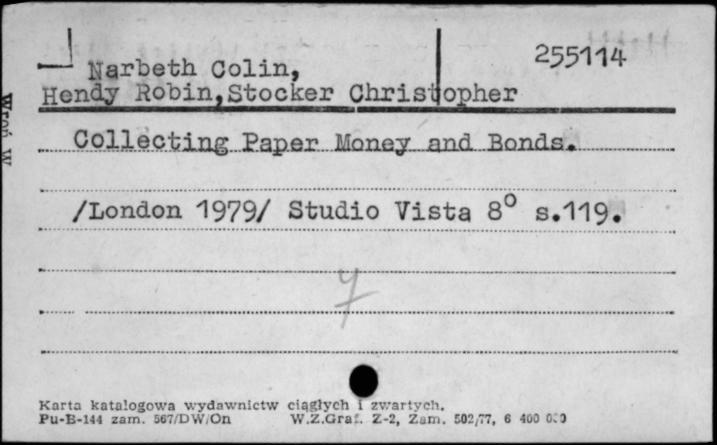 255114
Narbeth Colin,
Hendy Robin,Stocker Christopher
Collecting Paper Money and Bonds.
/London 1979/ Studio Vista 8° s.119.
Karta katalogowa wydawnictw ciągłych i zwartych.
Pu-B-144 zam. 567/DW/On W.Z.Graf. Z-2, Zam. 502/77, 6 400 000